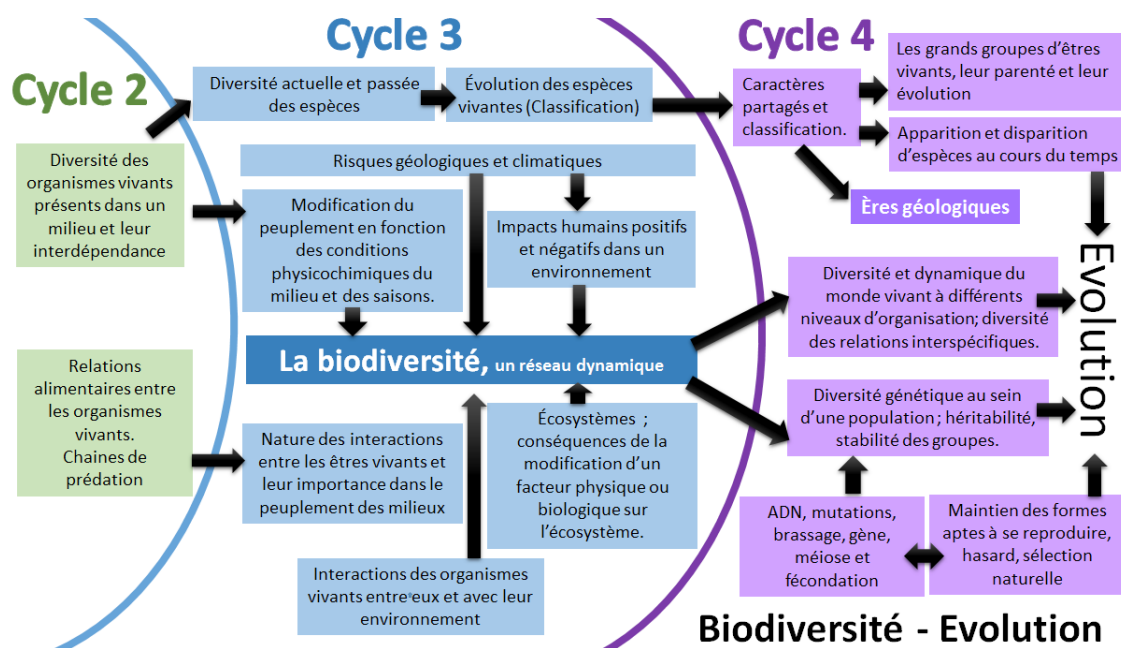 Cycle 2
Diversité des
organismes vivants
présents dans un
milieu et leur
interdépendance
Relations
alimentaires entre
les organismes
vivants.
Chaines de
prédation
Cycle 3
Diversité actuelle et passée
des espèces
Évolution des espèces
vivantes (Classification)
Risques géologiques et climatiques
Modification du
peuplement en fonction
des conditions
physicochimiques du
milieu et des saisons.
Impacts humains positifs
et négatifs dans un
environnement
La biodiversité, un réseau dynamique
Nature des interactions
entre les êtres vivants et
leur importance dans le
peuplement des milieux
Écosystèmes ;
conséquences de la
modification d’un
facteur physique ou
biologique sur
l’écosystème.
Interactions des organismes
vivants entre eux et avec leur
environnement
Cycle 4
Caractères
partagés et
classification.
Les grands groupes d’êtres
vivants, leur parenté et leur
évolution
Apparition et disparition
d’espèces au cours du temps
Ères géologiques
Diversité et dynamique du
monde vivant à différents
niveaux d’organisation; diversité
des relations interspécifiques.
Diversité génétique au sein
d’une population ; héritabilité,
stabilité des groupes.
ADN, mutations,
brassage, gène,
méiose et
fécondation
Maintien des formes
aptes à se reproduire,
hasard, sélection
naturelle
Evolution
Biodiversité - Evolution